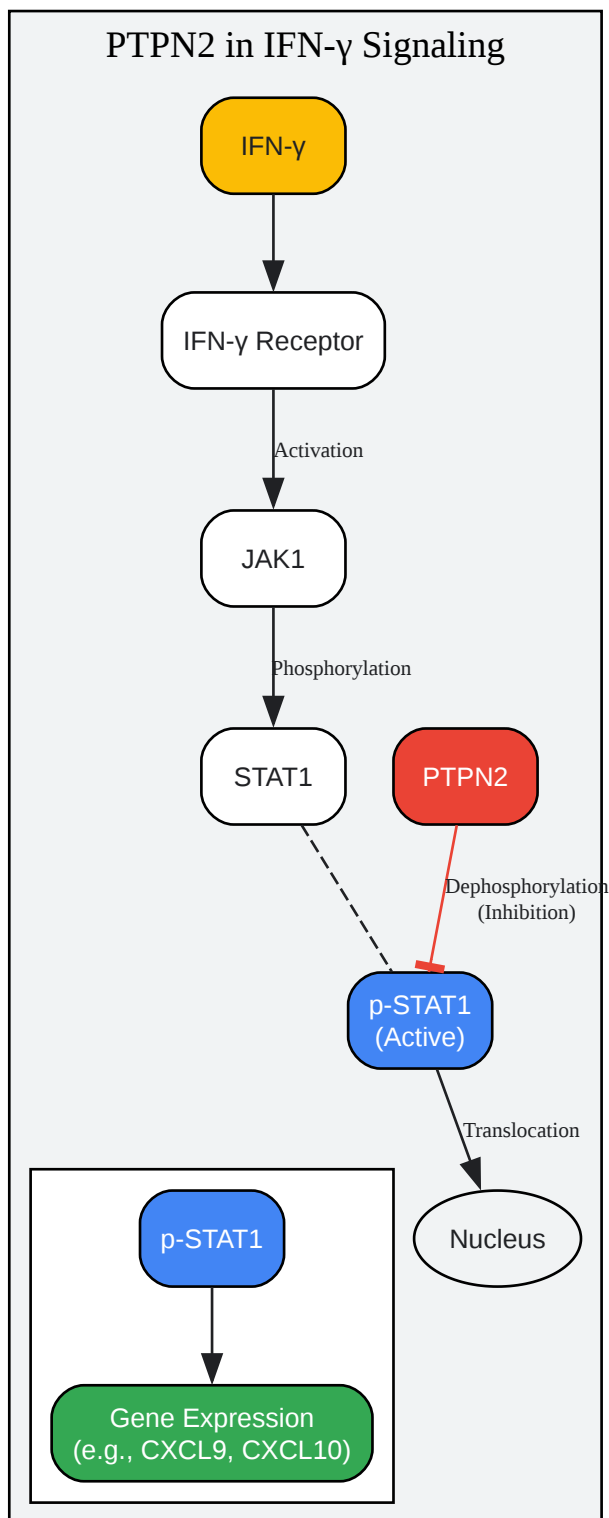 PTPN2 in IFN-γ Signaling
IFN-γ
IFN-γ Receptor
Activation
JAK1
Phosphorylation
STAT1
PTPN2
Dephosphorylation
(Inhibition)
p-STAT1
(Active)
Translocation
Nucleus
p-STAT1
Gene Expression
(e.g., CXCL9, CXCL10)